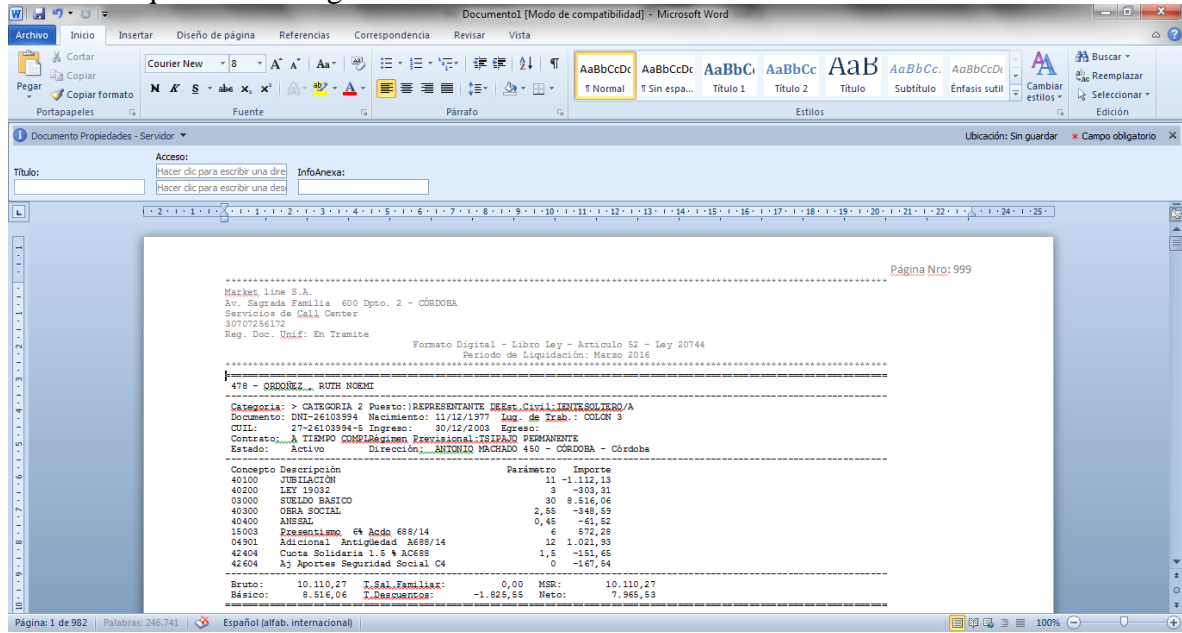 Documento1 [Modo de compatibilidad] - Microsoft Word
Archivo Inicio Insertar Diseño de página Referencias Correspondencia Revisar Vista
Cortar
Copiar
Copiar formato
Pegar
Portapapeles
Courier New 8
N K S abc x, x²
Fuente
Párrafo
AaBbCcDc AaBbCcDc AaBbCc AaBbCc AaB AaBbCc. AaBbCcDc
¶ Normal ¶ Sin espa... Título 1 Título 2 Título Subtítulo Énfasis sutil
Cambiar estilos
Estilos
Buscar
Reemplazar
Seleccionar
Edición
Documento Propiedades - Servidor Ubicación: Sin guardar * Campo obligatorio
Título:
Acceso:
Hacer clic para escribir una dire
Hacer clic para escribir una des
InfoAnexa:
Página Nro: 999
Market line S.A.
Av. Sagrada Familia 600 Dpto. 2 - CÓRDOBA
Servicios de Call Center
30707256172
Reg. Doc. Unif: En Tramite
Formato Digital - Libro Ley - Articulo 52 - Ley 20744
Periodo de Liquidación: Marzo 2016
478 - ORDOÑEZ , RUTH NOEMI
Categoria: > CATEGORIA 2 Puesto:)REPRESENTANTE DEEst.Civil:IENTESOLTERO/A
Documento: DNI-26103994 Nacimiento: 11/12/1977 Lug. de Trab.: COLON 3
CUIL: 27-26103994-5 Ingreso: 30/12/2003 Egreso:
Contrato: A TIEMPO COMPLRégimen Previsional:TSIPAJO PERMANENTE
Estado: Activo Dirección: ANTONIO MACHADO 450 - CÓRDOBA - Córdoba
Concepto Descripción Parámetro Importe
40100 JUBILACIÓN 11 -1.112,13
40200 LEY 19032 3 -303,31
03000 SUELDO BASICO 30 8.516,06
40300 OBRA SOCIAL 2,55 -348,59
40400 ANSSAL 0,45 -61,52
15003 Presentismo 6% Acdo 688/14 6 572,28
04901 Adicional Antigüedad A688/14 12 1.021,93
42404 Cuota Solidaria 1.5 % AC688 1,5 -151,65
42604 Aj Aportes Seguridad Social C4 0 -167,54
Bruto: 10.110,27 T.Sal.Familiar: 0,00 MSR: 10.110,27
Básico: 8.516,06 T.Descuentos: -1.825,55 Neto: 7.965,53
Página: 1 de 982 Palabras: 246.741 Español (alfab. internacional) 100%